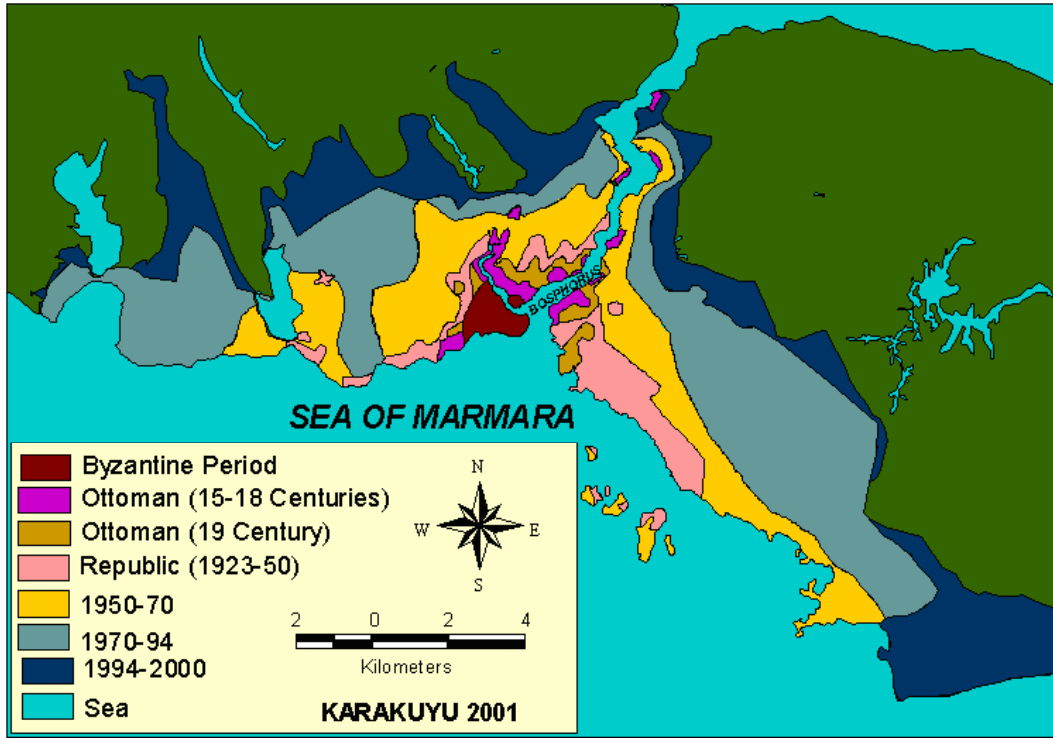 BOSPHORUS
SEA OF MARMARA
Byzantine Period
Ottoman (15-18 Centuries)
Ottoman (19 Century)
Republic (1923-50)
1950-70
1970-94
1994-2000
Sea
N
W E
S
2 0 2 4
Kilometers
KARAKUYU 2001